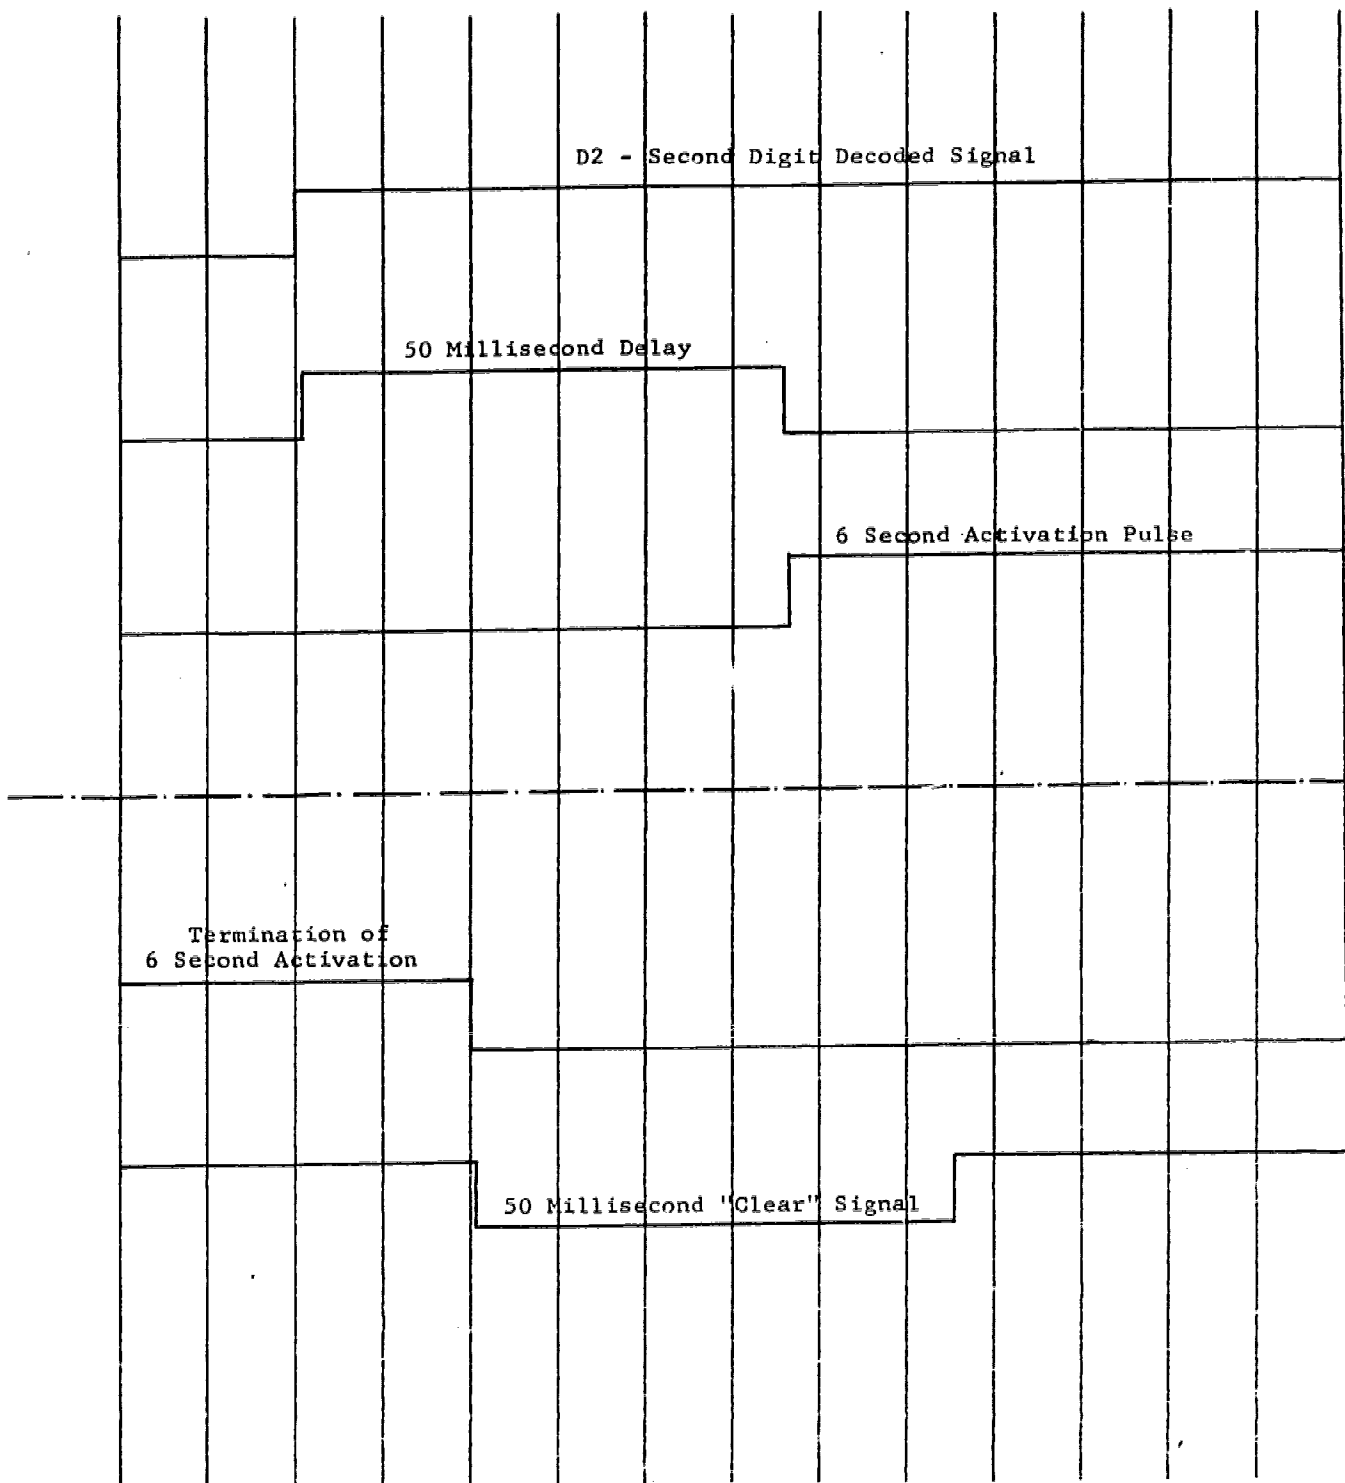 D2 - Second Digit Decoded Signal
50 Millisecond Delay
6 Second Activation Pulse
Termination of
6 Second Activation
50 Millisecond "Clear" Signal